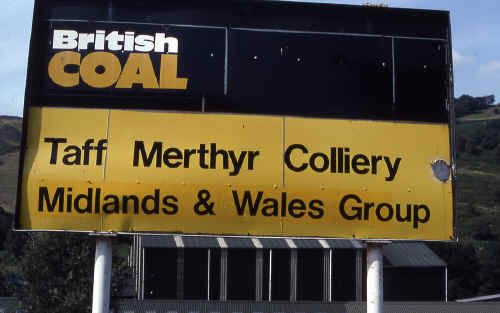 British
COAL
Taff Merthyr Colliery
Midlands & Wales Group